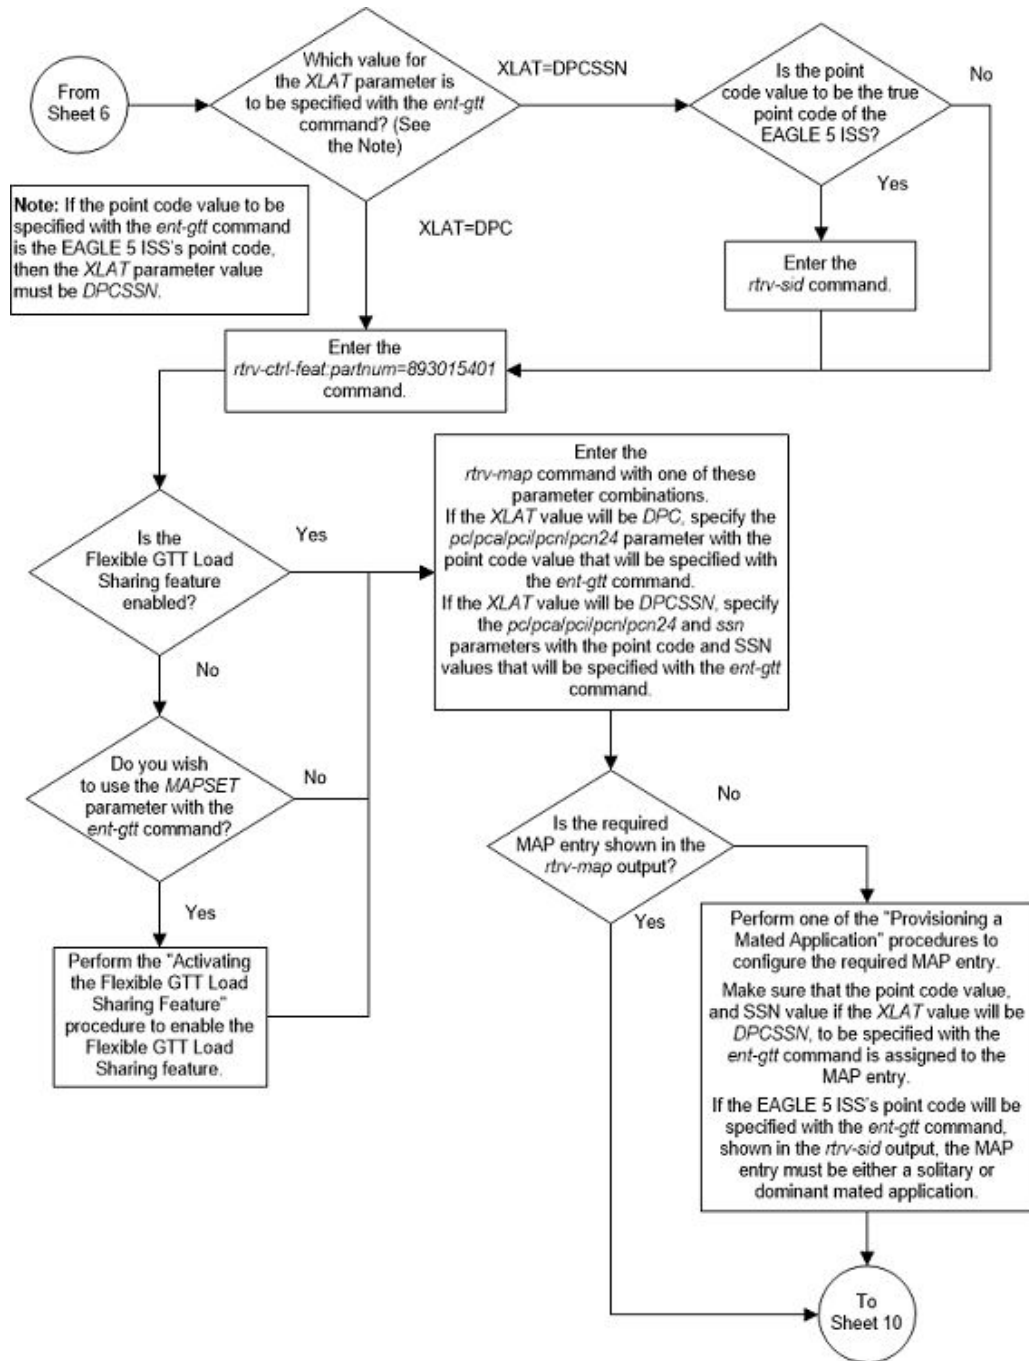 From
Sheet 6
Which value for
the XLAT parameter is
to be specified with the ent-gtt
command? (See
the Note)
XLAT=DPCSSN
Is the point
code value to be the true
point code of the
EAGLE 5 ISS?
No
Yes
Note: If the point code value to be
specified with the ent-gtt command
is the EAGLE 5 ISS's point code,
then the XLAT parameter value
must be DPCSSN.
XLAT=DPC
Enter the
rtrv-sid command.
Enter the
rtrv-ctrl-feat:partnum=893015401
command.
Is the
Flexible GTT Load
Sharing feature
enabled?
Yes
No
Enter the
rtrv-map command with one of these
parameter combinations.
If the XLAT value will be DPC, specify the
pc/pca/pci/pcn/pcn24 parameter with the
point code value that will be specified with
the ent-gtt command.
If the XLAT value will be DPCSSN, specify
the pc/pca/pci/pcn/pcn24 and ssn
parameters with the point code and SSN
values that will be specified with the ent-gtt
command.
Do you wish
to use the MAPSET
parameter with the
ent-gtt command?
No
Yes
Perform the "Activating
the Flexible GTT Load
Sharing Feature"
procedure to enable the
Flexible GTT Load
Sharing feature.
Is the required
MAP entry shown in the
rtrv-map output?
No
Yes
Perform one of the "Provisioning a
Mated Application" procedures to
configure the required MAP entry.
Make sure that the point code value,
and SSN value if the XLAT value will be
DPCSSN, to be specified with the
ent-gtt command is assigned to the
MAP entry.
If the EAGLE 5 ISS's point code will be
specified with the ent-gtt command,
shown in the rtrv-sid output, the MAP
entry must be either a solitary or
dominant mated application.
To
Sheet 10